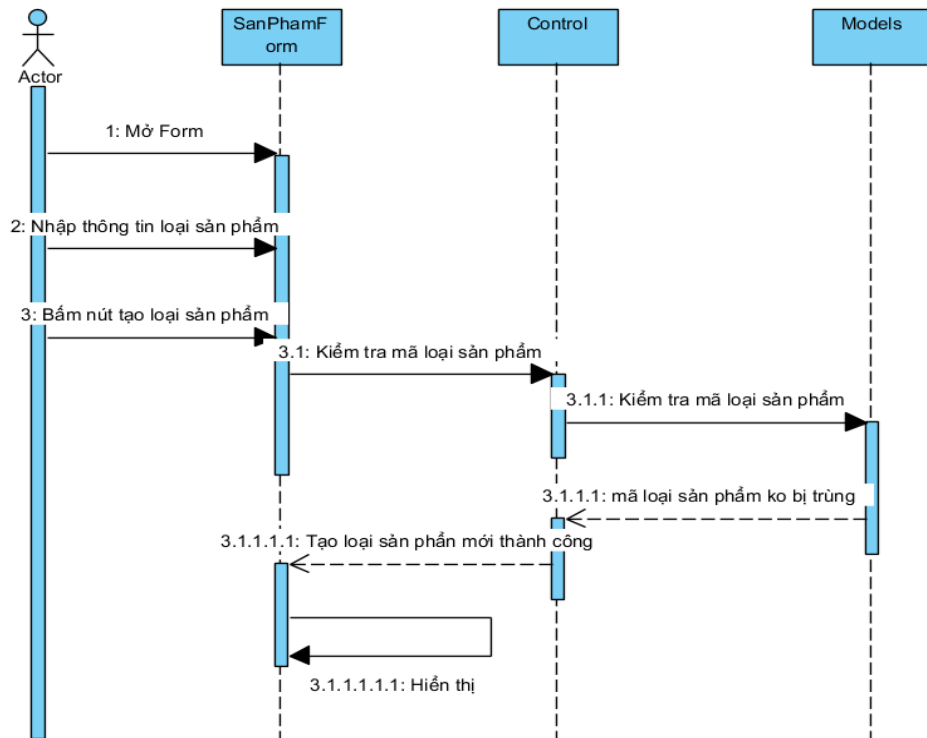 Actor
SanPhamF
orm
Control
Models
1: Mở Form
2: Nhập thông tin loại sản phẩm
3: Bấm nút tạo loại sản phẩm
3.1: Kiểm tra mã loại sản phẩm
3.1.1: Kiểm tra mã loại sản phẩm
3.1.1.1: mã loại sản phẩm ko bị trùng
3.1.1.1.1: Tạo loại sản phẩn mới thành công
3.1.1.1.1.1: Hiển thị